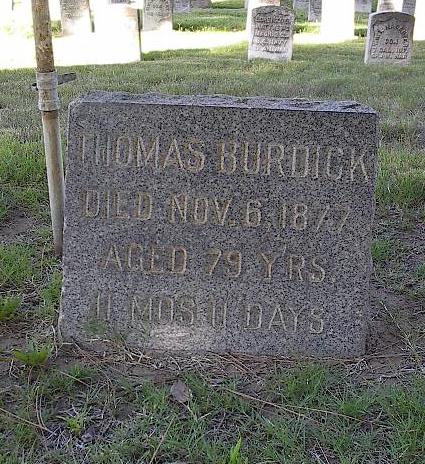 THOMAS BURDICK
DIED NOV. 6, 1877
AGED 79 YRS.
11 MOS. 11 DAYS